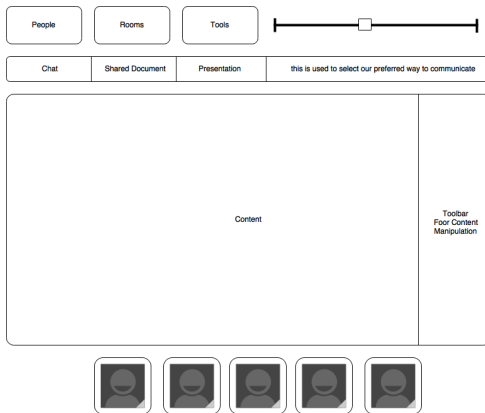 People
Rooms
Tools
Chat
Shared Document
Presentation
this is used to select our preferred way to communicate
Content
Toolbar
Foor Content
Manipulation